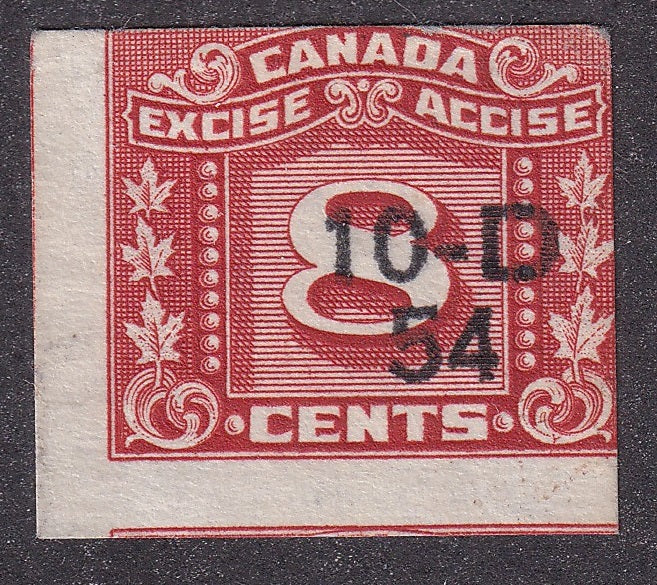 CANADA
EXCISE ACCISE
8
10-D
54
CENTS